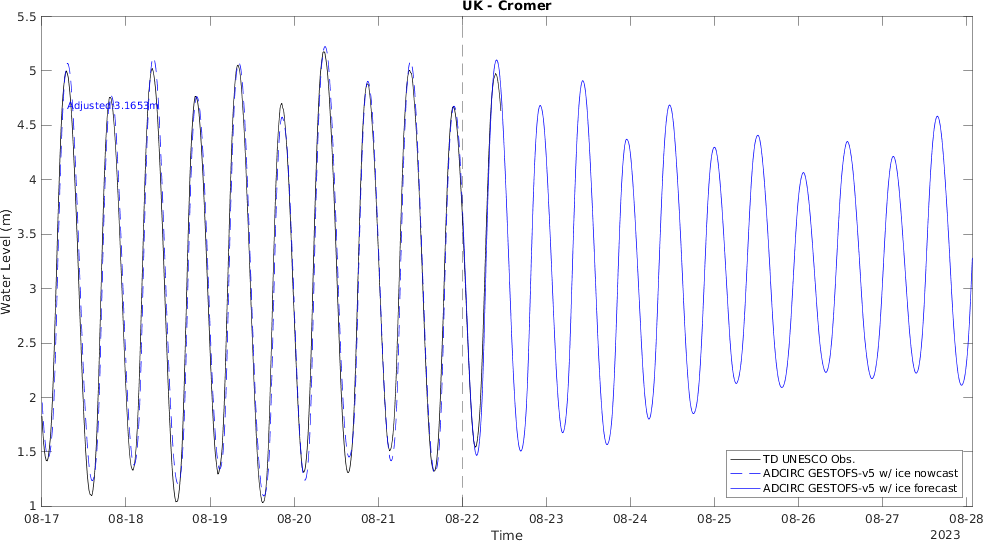 UK - Cromer
5.5
5
4.5
4
3.5
3
2.5
2
1.5
1
Water Level (m)
Adjusted 3.1653m
TD UNESCO Obs.
ADCIRC GESTOFS-v5 w/ ice nowcast
ADCIRC GESTOFS-v5 w/ ice forecast
08-17 08-18 08-19 08-20 08-21 08-22 08-23 08-24 08-25 08-26 08-27 08-28
Time
2023